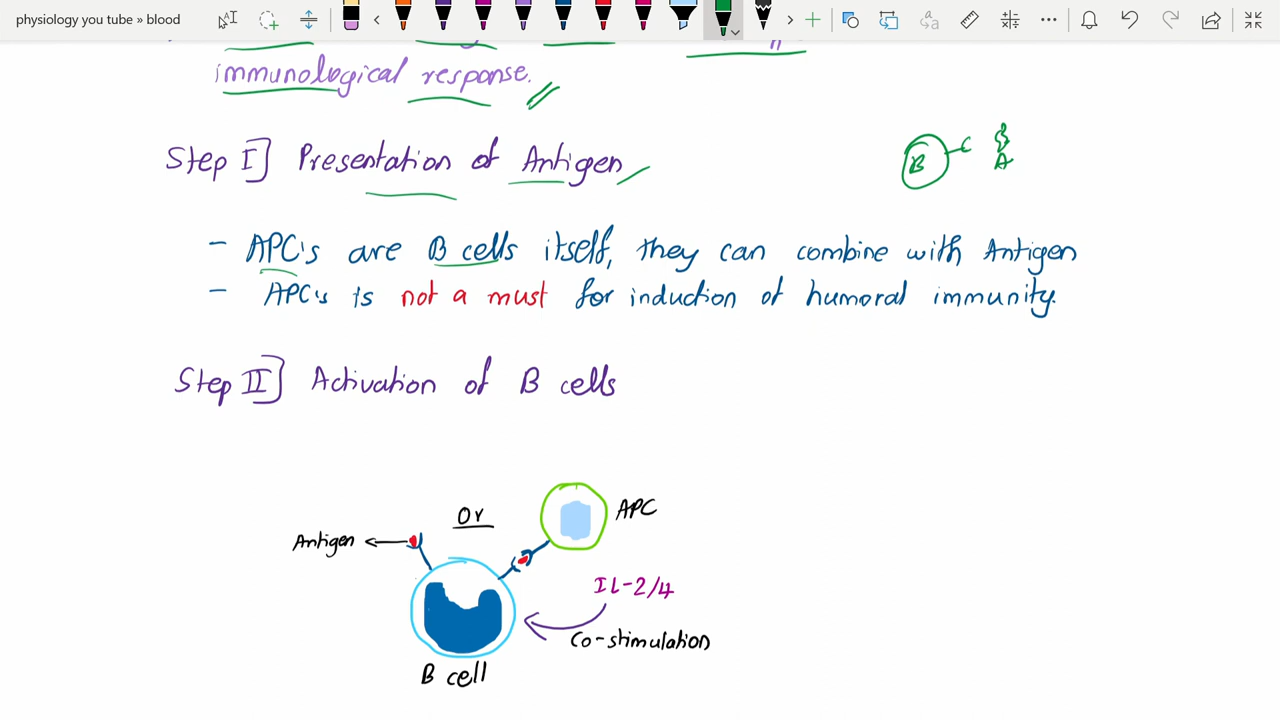 physiology you tube » blood
immunological response.
Step I] Presentation of Antigen
B
A
- APC's are B cells itself, they can combine with Antigen
- APC's is not a must for induction of humoral immunity.
Step II] Activation of B cells
Or
APC
Antigen
IL-2/4
Co-stimulation
B cell